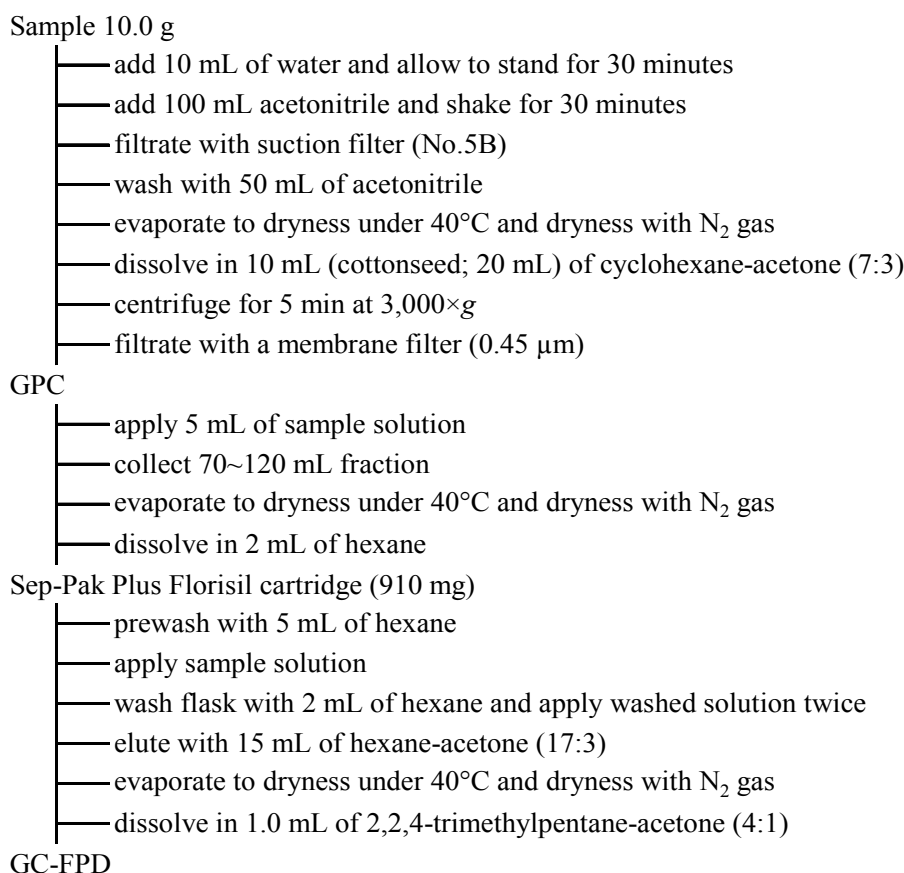 Sample 10.0 g
add 10 mL of water and allow to stand for 30 minutes
add 100 mL acetonitrile and shake for 30 minutes
filtrate with suction filter (No.5B)
wash with 50 mL of acetonitrile
evaporate to dryness under 40°C and dryness with N₂ gas
dissolve in 10 mL (cottonseed; 20 mL) of cyclohexane-acetone (7:3)
centrifuge for 5 min at 3,000×g
filtrate with a membrane filter (0.45 µm)
GPC
apply 5 mL of sample solution
collect 70~120 mL fraction
evaporate to dryness under 40°C and dryness with N₂ gas
dissolve in 2 mL of hexane
Sep-Pak Plus Florisil cartridge (910 mg)
prewash with 5 mL of hexane
apply sample solution
wash flask with 2 mL of hexane and apply washed solution twice
elute with 15 mL of hexane-acetone (17:3)
evaporate to dryness under 40°C and dryness with N₂ gas
dissolve in 1.0 mL of 2,2,4-trimethylpentane-acetone (4:1)
GC-FPD